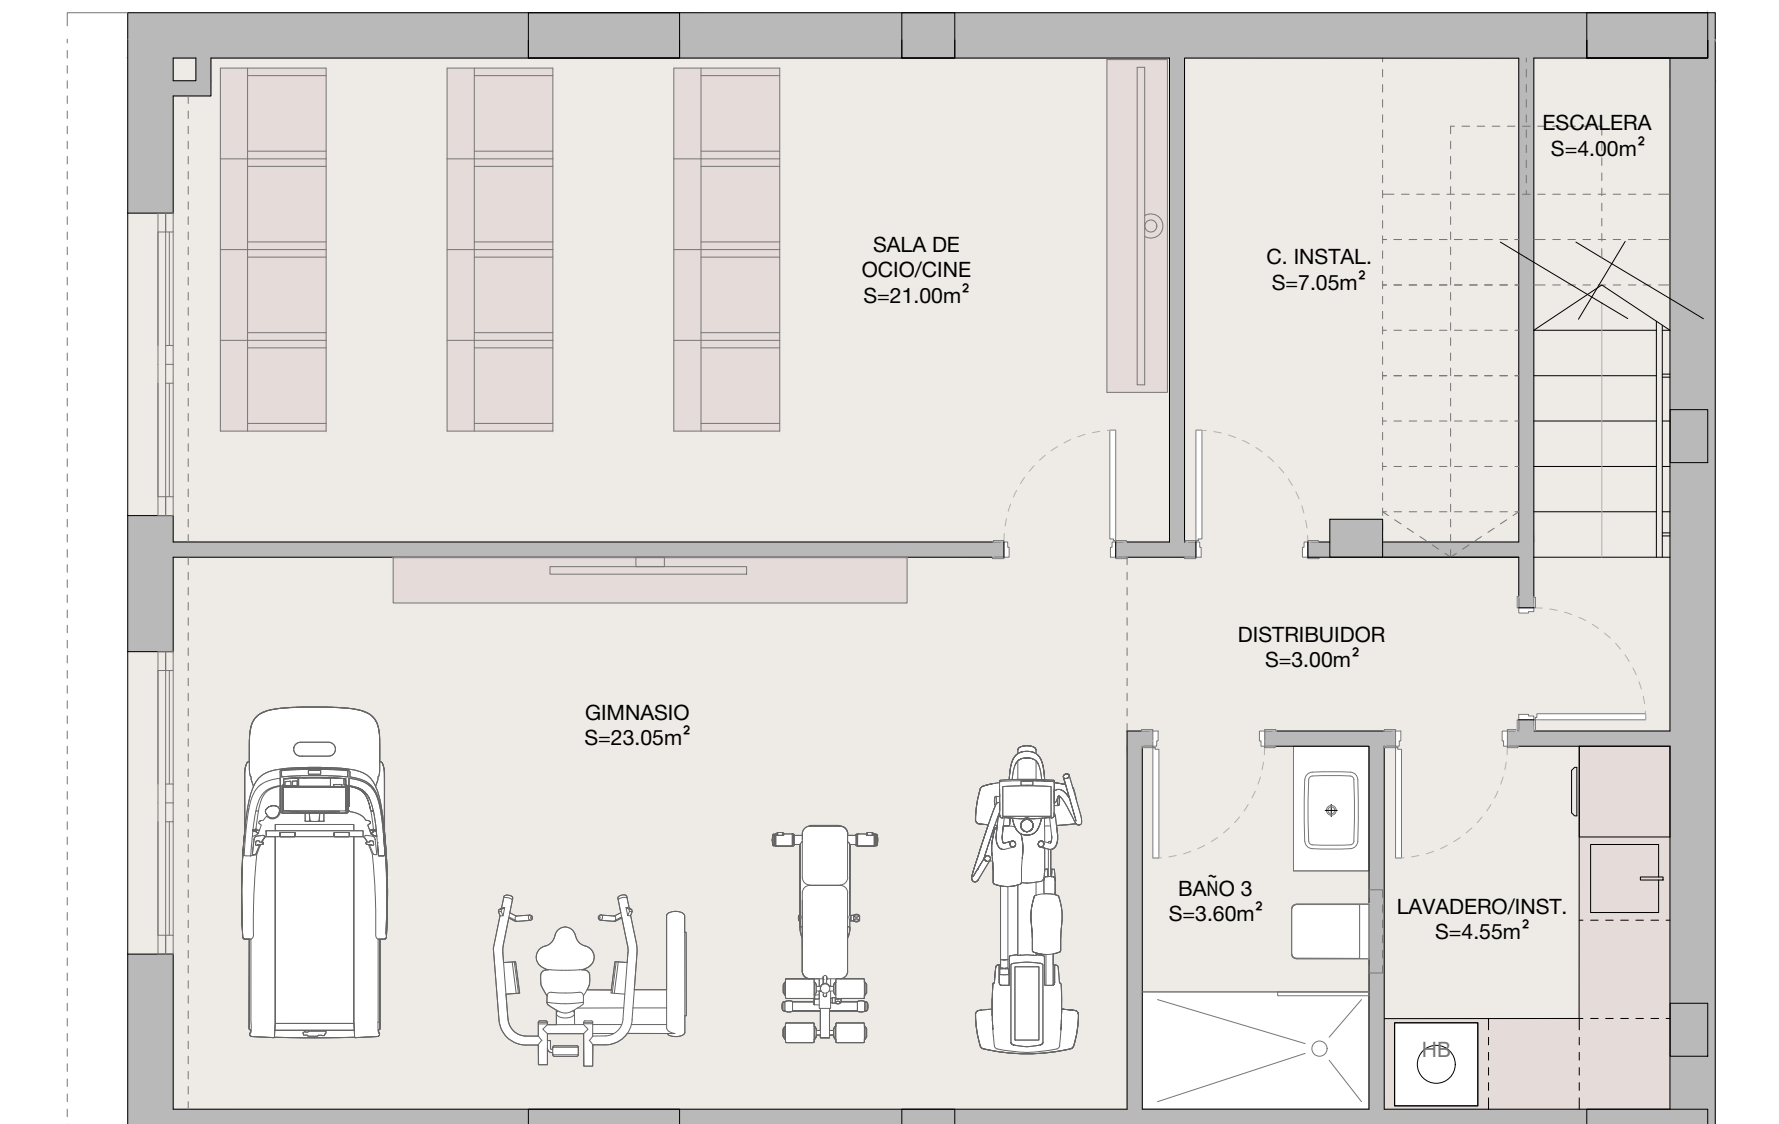 ESCALERA
S=4.00m²
SALA DE
OCIO/CINE
S=21.00m²
C. INSTAL.
S=7.05m²
DISTRIBUIDOR
S=3.00m²
GIMNASIO
S=23.05m²
BAÑO 3
S=3.60m²
LAVADERO/INST.
S=4.55m²
HB